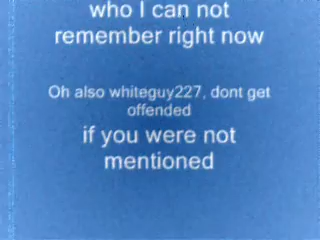 who I can not
remember right now
Oh also whiteguy227, dont get
offended
if you were not
mentioned